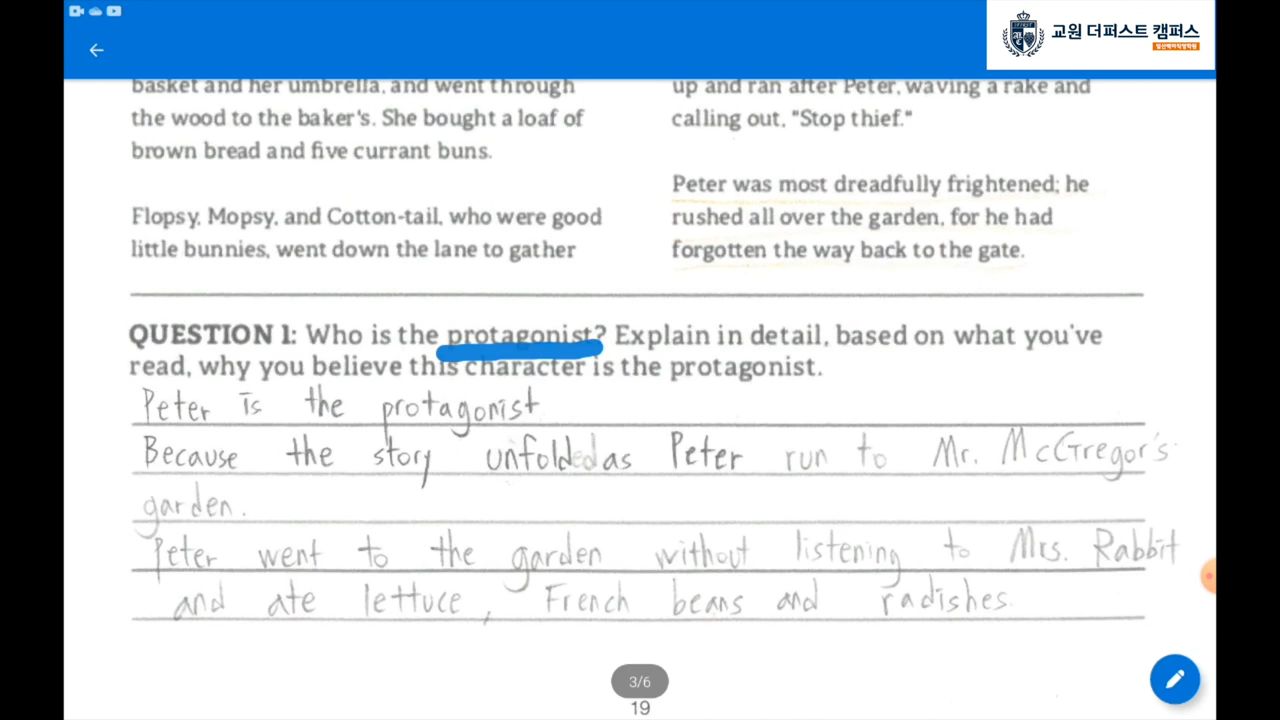 교원 더퍼스트 캠퍼스
basket and her umbrella, and went through
the wood to the baker's. She bought a loaf of
brown bread and five currant buns.
Flopsy, Mopsy, and Cotton-tail, who were good
little bunnies, went down the lane to gather
up and ran after Peter, waving a rake and
calling out, "Stop thief."
Peter was most dreadfully frightened; he
rushed all over the garden, for he had
forgotten the way back to the gate.
QUESTION 1: Who is the protagonist? Explain in detail, based on what you've
read, why you believe this character is the protagonist.
Peter is the protagonist
Because the story unfolded as Peter run to Mr. McGregor's
garden.
Peter went to the garden without listening to Mrs. Rabbit
and ate lettuce, French beans and radishes.
3/6
19